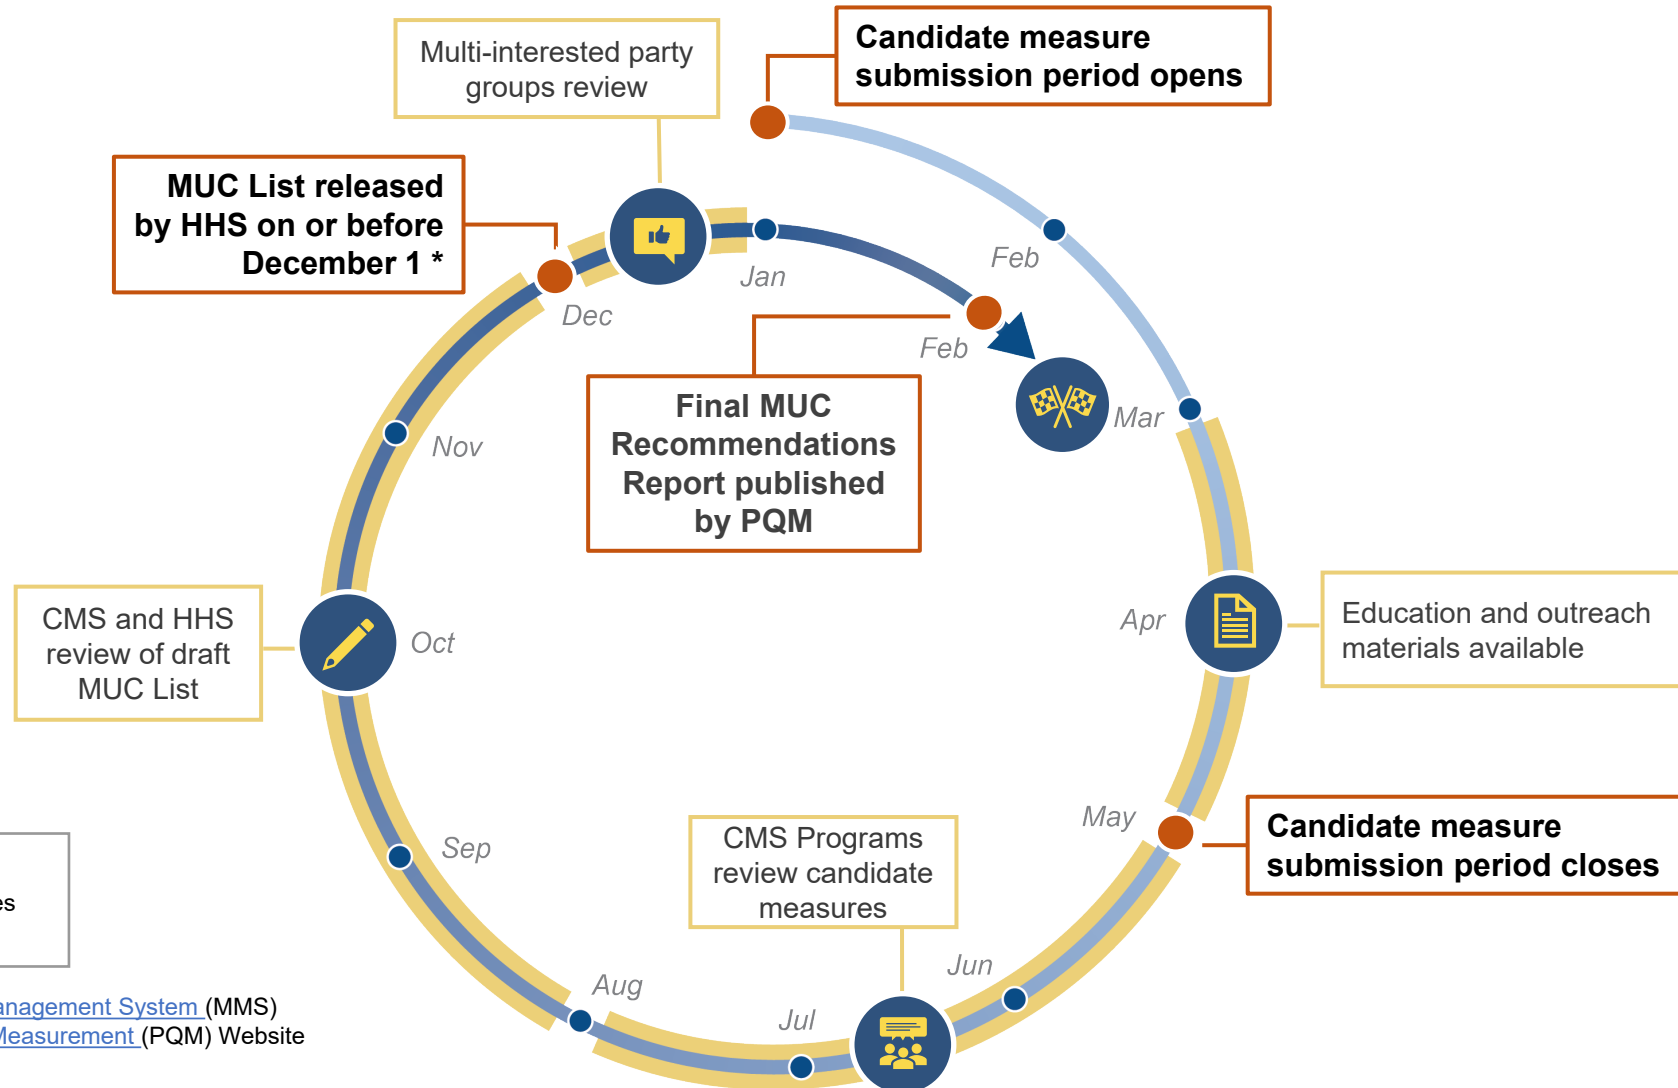 Multi-interested party
groups review
Candidate measure
submission period opens
MUC List released
by HHS on or before
December 1 *
Jan
Feb
Dec
Feb
Final MUC
Recommendations
Report published
by PQM
Mar
Nov
CMS and HHS
review of draft
MUC List
Oct
Apr
Education and outreach
materials available
May
Candidate measure
submission period closes
CMS Programs
review candidate
measures
Sep
Jun
Aug
Jul
Management System (MMS)
Measurement (PQM) Website